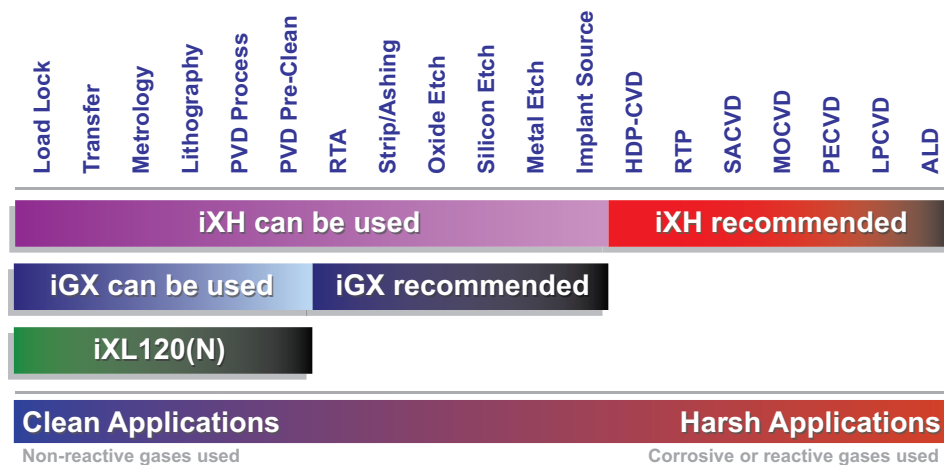 Load Lock
Transfer
Metrology
Lithography
PVD Process
PVD Pre-Clean
RTA
Strip/Ashing
Oxide Etch
Silicon Etch
Metal Etch
Implant Source
HDP-CVD
RTP
SACVD
MOCVD
PECVD
LPCVD
ALD
iXH can be used
iXH recommended
iGX can be used
iGX recommended
iXL120(N)
Clean Applications
Harsh Applications
Non-reactive gases used
Corrosive or reactive gases used